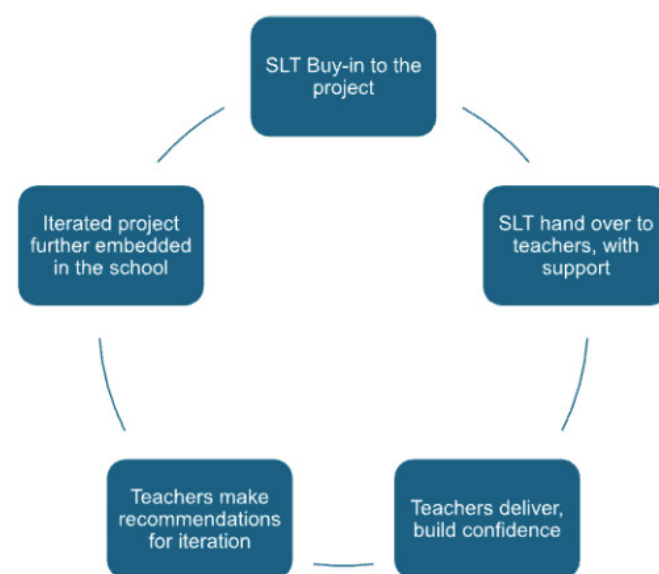 SLT Buy-in to the
project
SLT hand over to
teachers, with
support
Teachers deliver,
build confidence
Teachers make
recommendations
for iteration
Iterated project
further embedded
in the school